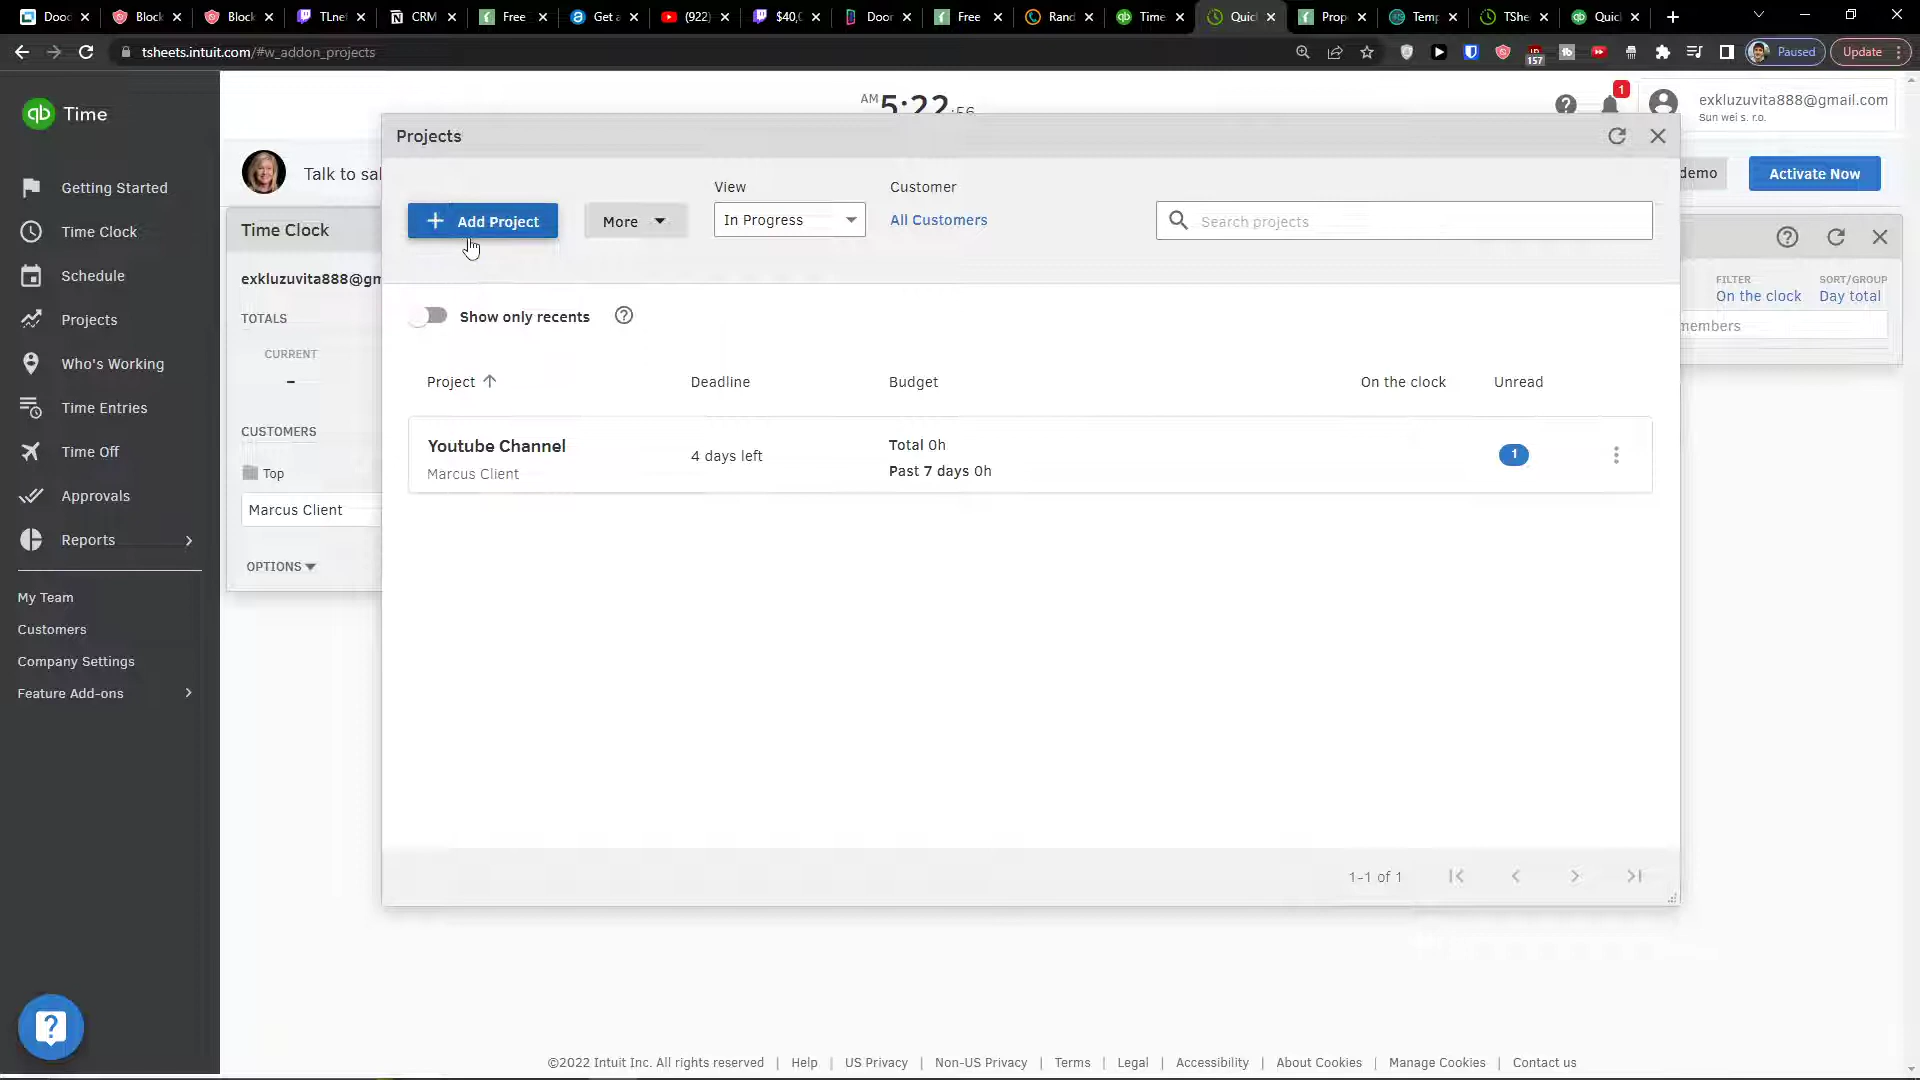 Dooc
Block
Block
TLnet
CRM
Free
Get a
(922)
$40,0
Door
Free
Rand
Time
Quick
Prop
Temp
TShe
Quick
tsheets.intuit.com/#w_addon_projects
157
Paused
Update
Time
Getting Started
Time Clock
Schedule
Projects
Who's Working
Time Entries
Time Off
Approvals
Reports
My Team
Customers
Company Settings
Feature Add-ons
AM 5:22:56
1
exkluzuvita888@gmail.com
Sun wei s. r.o.
Talk to sal
demo
Activate Now
Time Clock
exkluzuvita888@gm
TOTALS
CURRENT
–
CUSTOMERS
Top
Marcus Client
OPTIONS
FILTER
On the clock
SORT/GROUP
Day total
members
Projects
+ Add Project
More
View
In Progress
Customer
All Customers
Search projects
Show only recents
Project
Deadline
Budget
On the clock
Unread
Youtube Channel
Marcus Client
4 days left
Total 0h
Past 7 days 0h
1
1-1 of 1
©2022 Intuit Inc. All rights reserved | Help | US Privacy | Non-US Privacy | Terms | Legal | Accessibility | About Cookies | Manage Cookies | Contact us